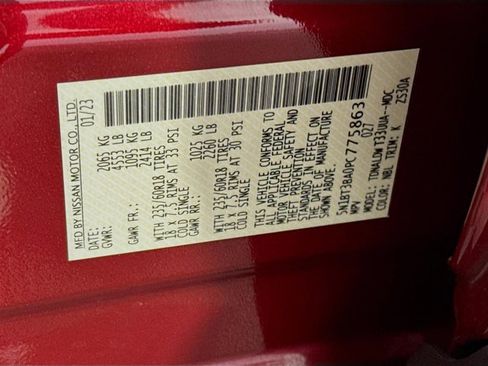 MFD BY NISSAN MOTOR CO., LTD.
DATE: 01/23
GVWR: 2065 KG
4553 LB
GAWR FR.: 1095 KG
2414 LB
WITH 235/60R18 TIRES
18 X 7.5 RIMS AT 33 PSI
COLD SINGLE
GAWR RR.: 1025 KG
2260 LB
WITH 235/60R18 TIRES
18 X 7.5 RIMS AT 30 PSI
COLD SINGLE
THIS VEHICLE CONFORMS TO
ALL APPLICABLE FEDERAL
MOTOR VEHICLE SAFETY AND
THEFT PREVENTION
STANDARDS IN EFFECT ON
THE DATE OF MANUFACTURE
SHOWN ABOVE.
5N1BT3BA0PC775863
MPV 027
MODEL: -MDC
COLOR: NBL TRIM: K ZS30A